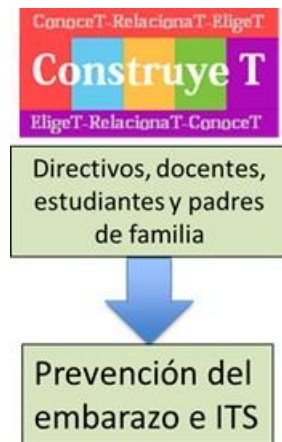 ConoceT-RelacionaT-EligeT
Construye T
EligeT-RelacionaT-ConoceT
Directivos, docentes,
estudiantes y padres
de familia
Prevención del
embarazo e ITS